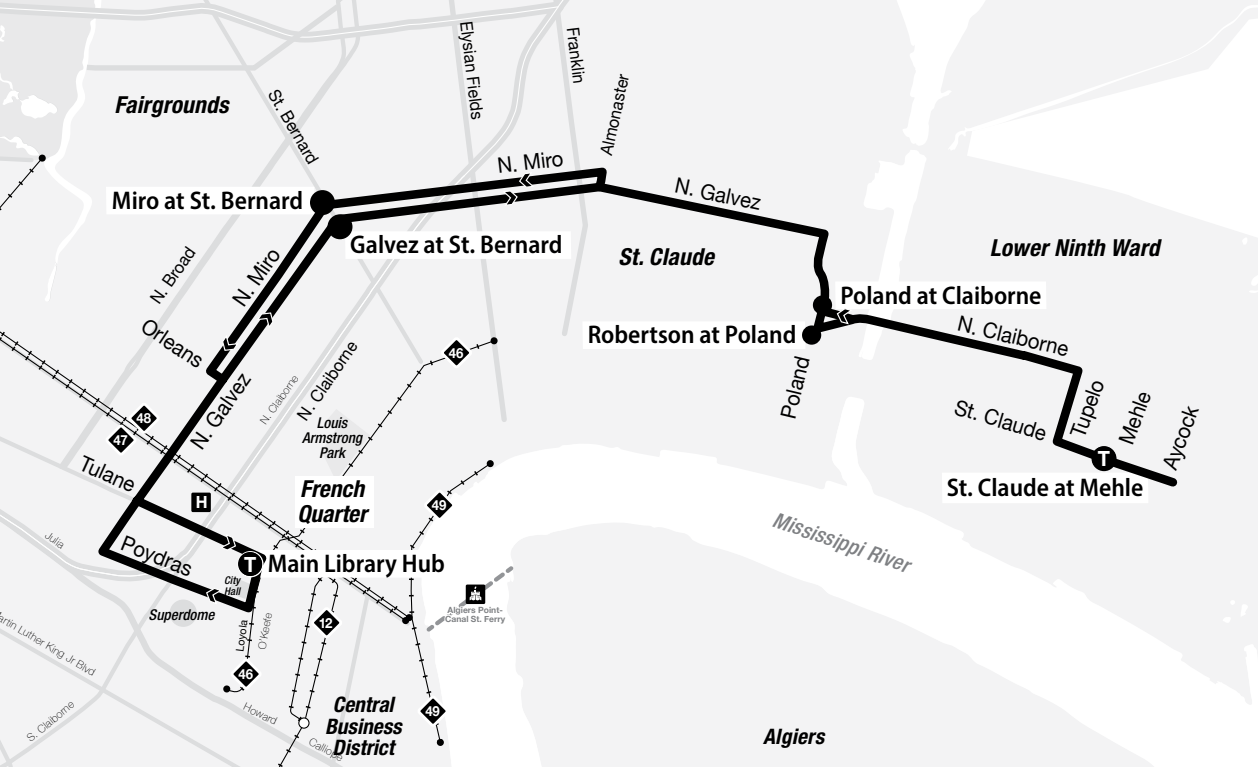 Elysian Fields
Franklin
Fairgrounds
St. Bernard
Almonaster
N. Miro
Miro at St. Bernard
N. Galvez
Galvez at St. Bernard
St. Claude
Lower Ninth Ward
N. Broad
N. Miro
Poland at Claiborne
Orleans
Robertson at Poland
N. Claiborne
46
N. Claiborne
N. Claiborne
Poland
Tupelo
Mehle
Aycock
N. Galvez
48
47
Louis
Armstrong
Park
St. Claude
T
Tulane
St. Claude at Mehle
H
French
Quarter
49
Mississippi River
Julia
Poydras
T
Main Library Hub
City
Hall
Superdome
Algiers Point-
Canal St. Ferry
Loyola
O'Keefe
12
Martin Luther King Jr Blvd
46
S. Claiborne
Howard
Central
Business
District
49
Calliope
Algiers